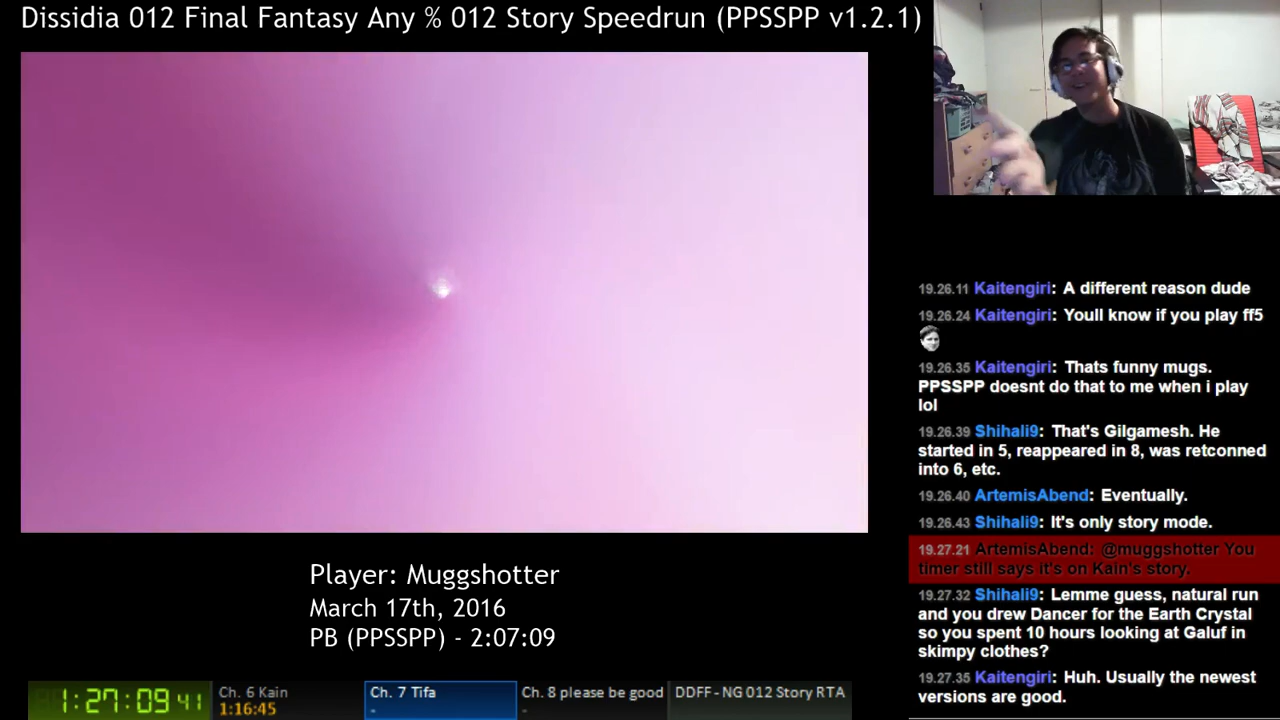 Dissidia 012 Final Fantasy Any % 012 Story Speedrun (PPSSPP v1.2.1)
19.26.11 Kaitengiri: A different reason dude
19.26.24 Kaitengiri: Youll know if you play ff5
19.26.35 Kaitengiri: Thats funny mugs.
PPSSPP doesnt do that to me when i play
lol
19.26.39 Shihali9: That's Gilgamesh. He
started in 5, reappeared in 8, was retconned
into 6, etc.
19.26.40 ArtemisAbend: Eventually.
19.26.43 Shihali9: It's only story mode.
19.27.21 ArtemisAbend: @muggshotter You
timer still says it's on Kain's story.
19.27.32 Shihali9: Lemme guess, natural run
and you drew Dancer for the Earth Crystal
so you spent 10 hours looking at Galuf in
skimpy clothes?
19.27.35 Kaitengiri: Huh. Usually the newest
versions are good.
Player: Muggshotter
March 17th, 2016
PB (PPSSPP) - 2:07:09
1:27:09 41
Ch. 6 Kain
1:16:45
Ch. 7 Tifa
-
Ch. 8 please be good
-
DDFF - NG 012 Story RTA